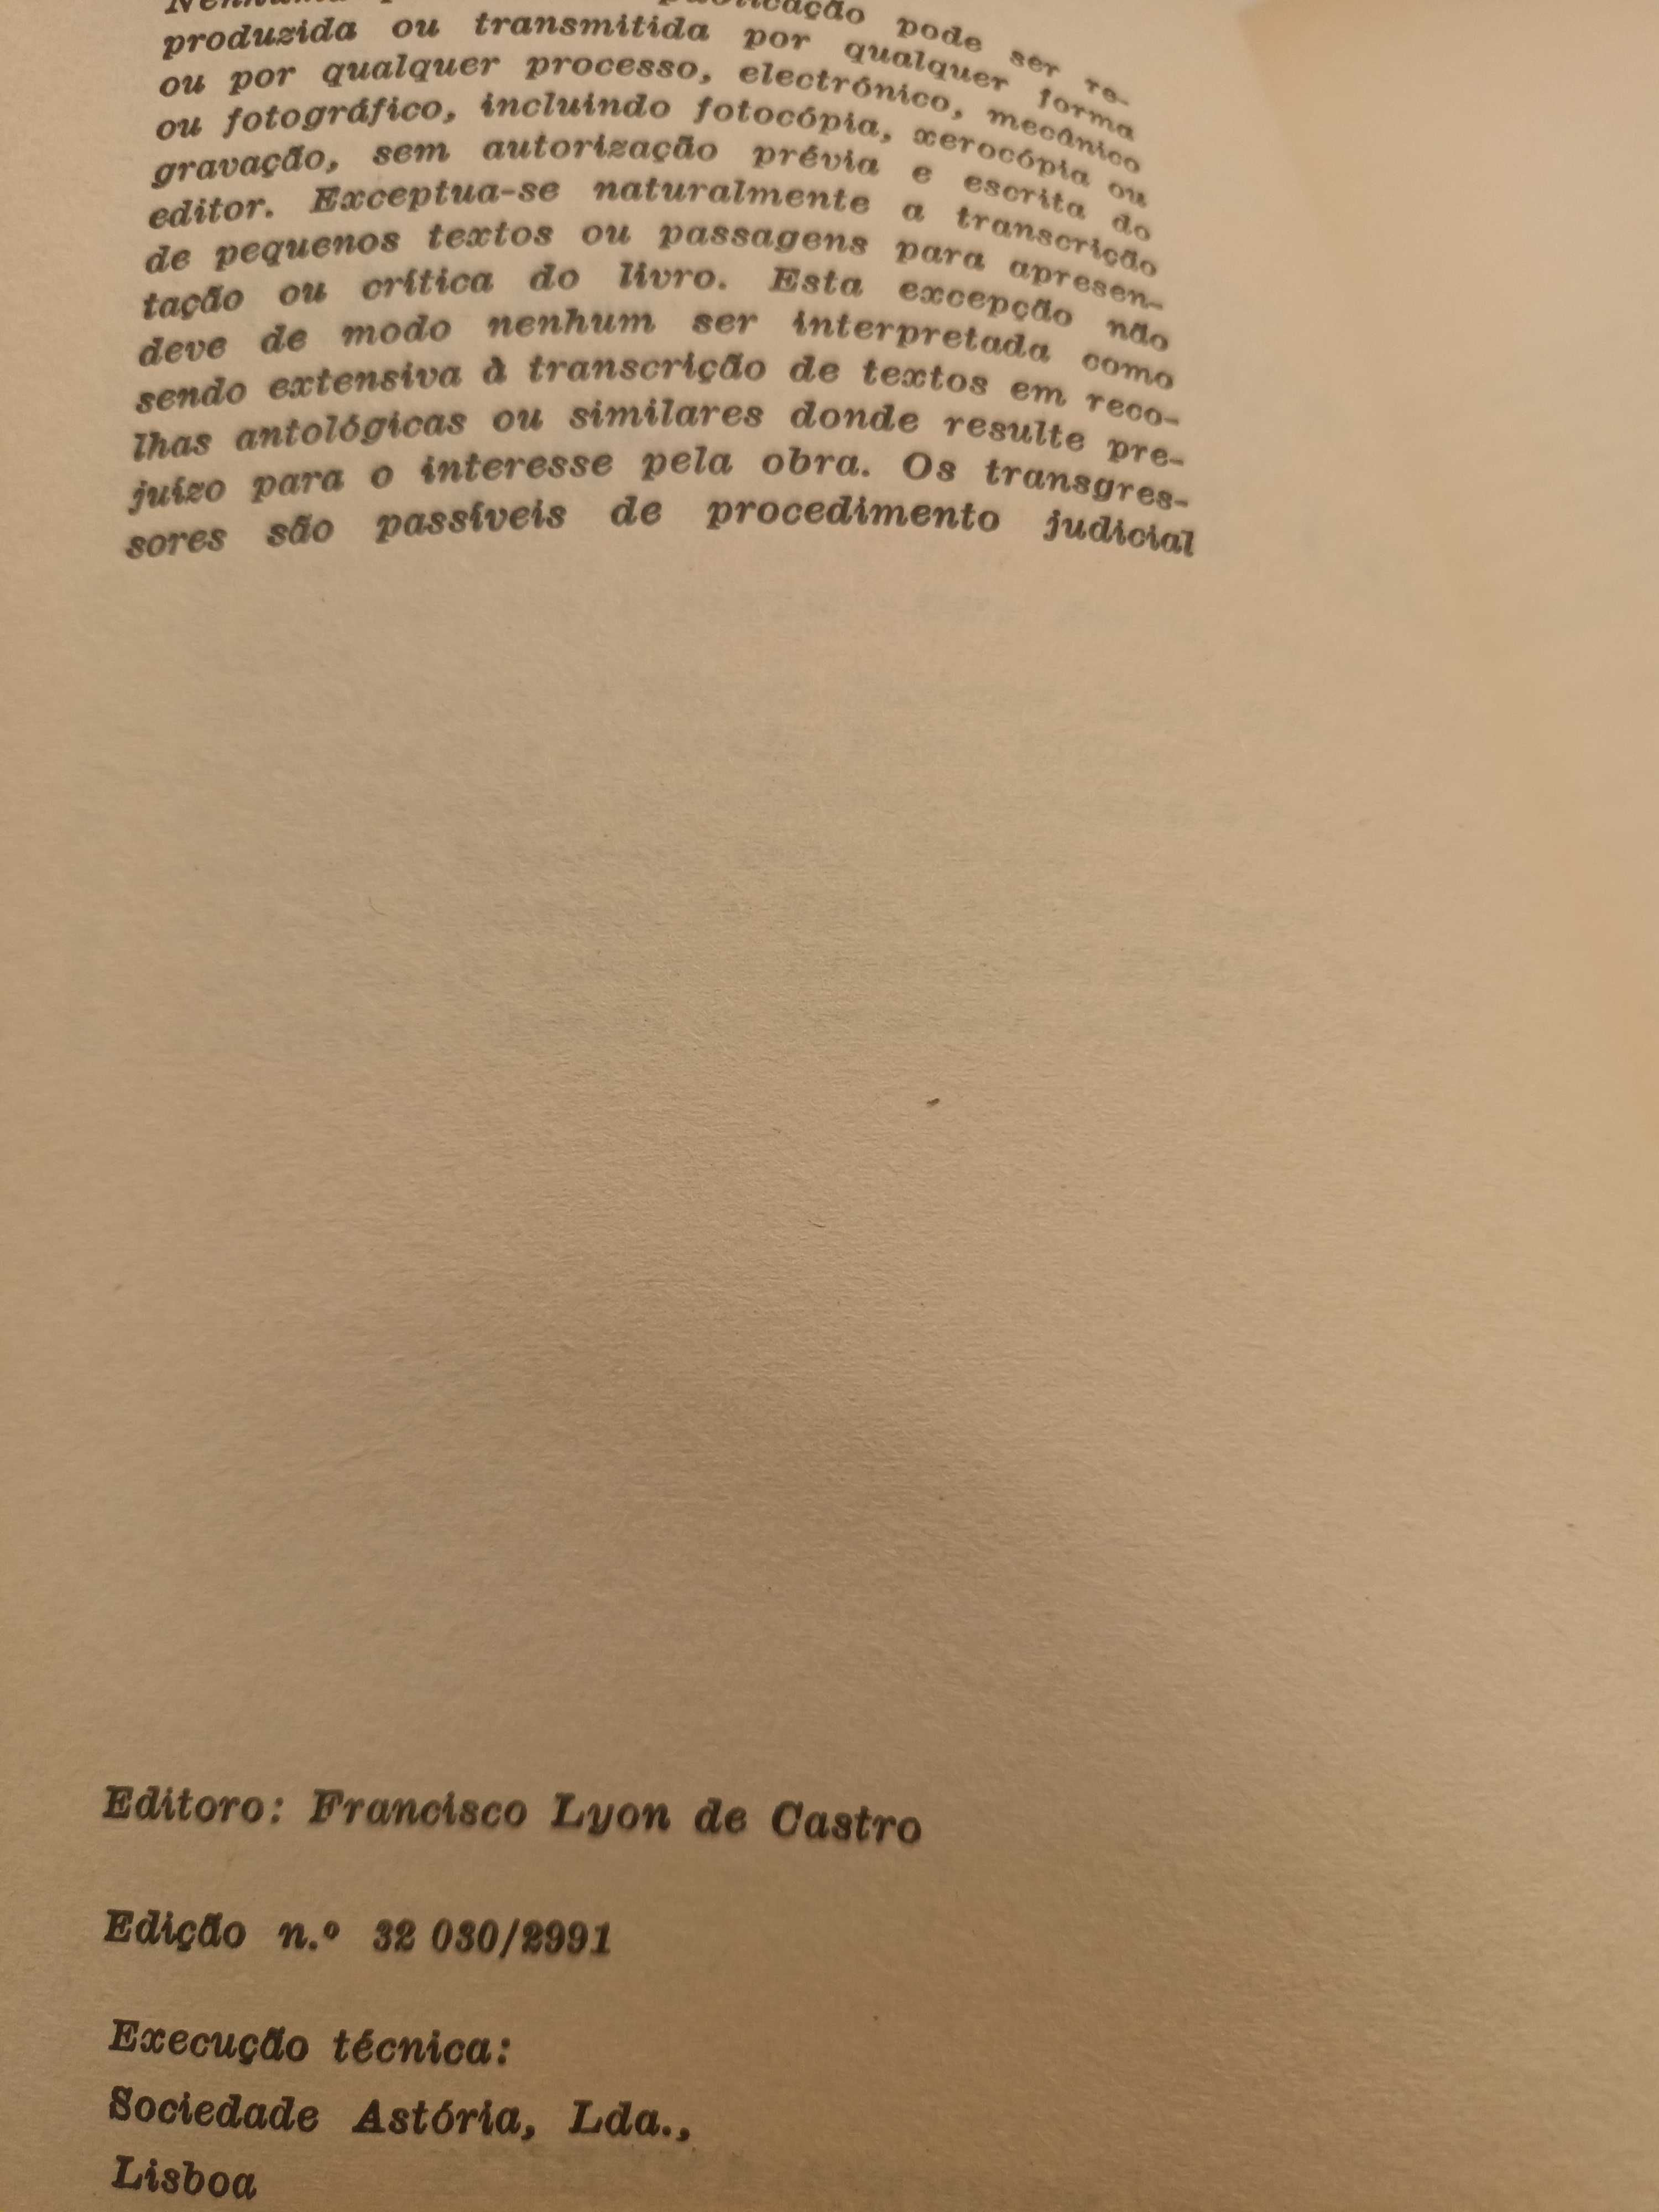 publicação pode ser re-
produzida ou transmitida por qualquer forma
ou por qualquer processo, electrónico, mecânico
ou fotográfico, incluindo fotocópia, xerocópia ou
gravação, sem autorização prévia e escrita do
editor. Exceptua-se naturalmente a transcrição
de pequenos textos ou passagens para apresen-
tação ou crítica do livro. Esta excepção não
deve de modo nenhum ser interpretada como
sendo extensiva à transcrição de textos em reco-
lhas antológicas ou similares donde resulte pre-
juízo para o interesse pela obra. Os transgres-
sores são passíveis de procedimento judicial
Editoro: Francisco Lyon de Castro
Edição n.º 32 030/2991
Execução técnica:
Sociedade Astória, Lda.,
Lisboa